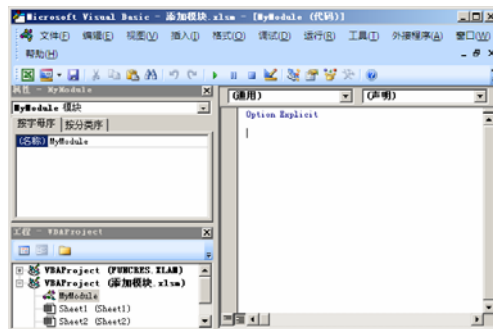 Microsoft Visual Basic - 添加模块.xlsm - [MyModule (代码)]
文件(F) 编辑(E) 视图(V) 插入(I) 格式(O) 调试(D) 运行(R) 工具(T) 外接程序(A) 窗口(W)
帮助(H)
属性 - MyModule
MyModule 模块
按字母序 按分类序
(名称) MyModule
(通用) (声明)
Option Explicit
工程 - VBAProject
VBAProject (FUNCRES.XLAM)
VBAProject (添加模块.xlsm)
MyModule
Sheet1 (Sheet1)
Sheet2 (Sheet2)